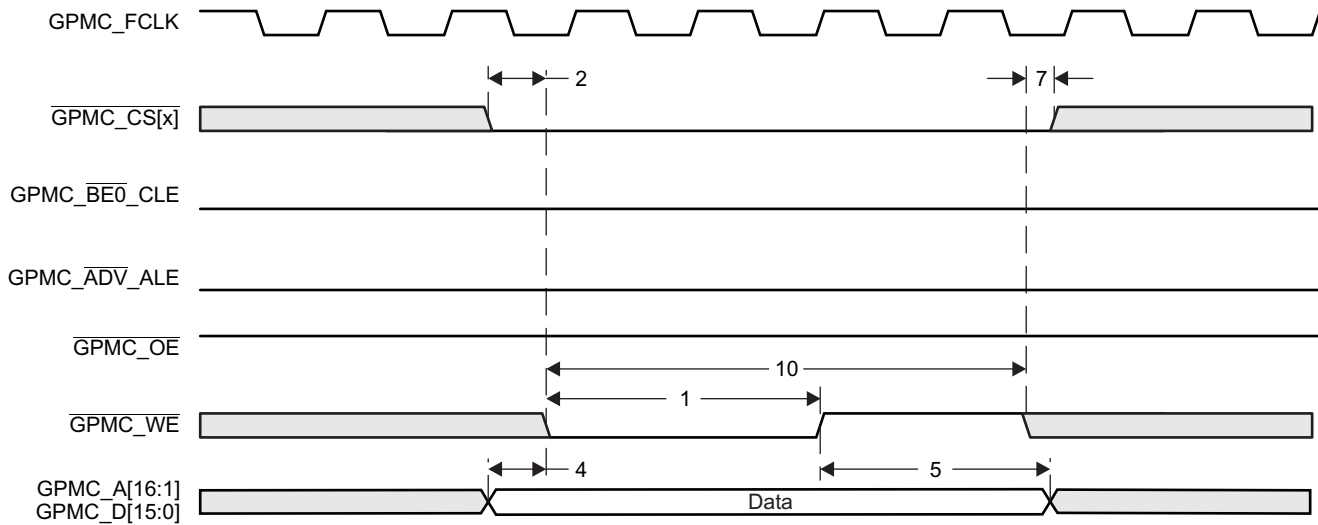 GPMC_FCLK
2
7
GPMC_CS[x]
GPMC_BE0_CLE
GPMC_ADV_ALE
GPMC_OE
10
1
GPMC_WE
4
5
GPMC_A[16:1]
GPMC_D[15:0]
Data